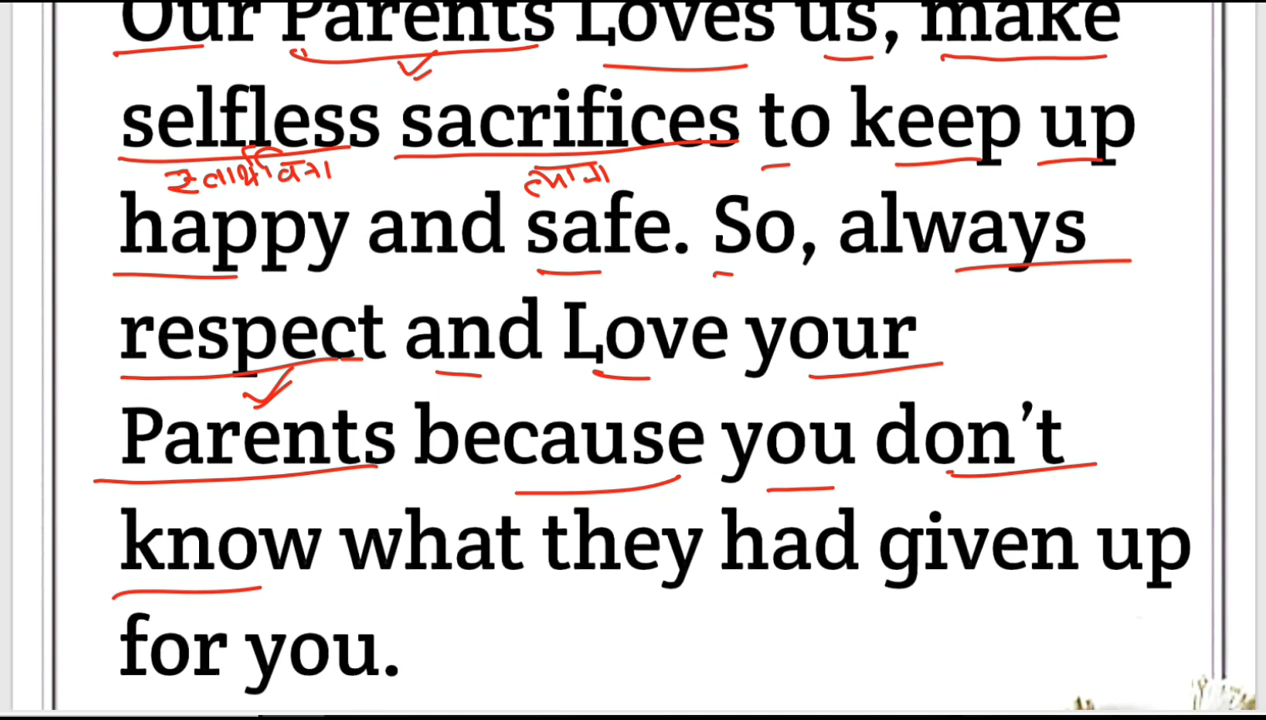 Our Parents Loves us, make
selfless sacrifices to keep up
त्याग
happy and safe. So, always
respect and Love your
Parents because you don't
know what they had given up
for you.